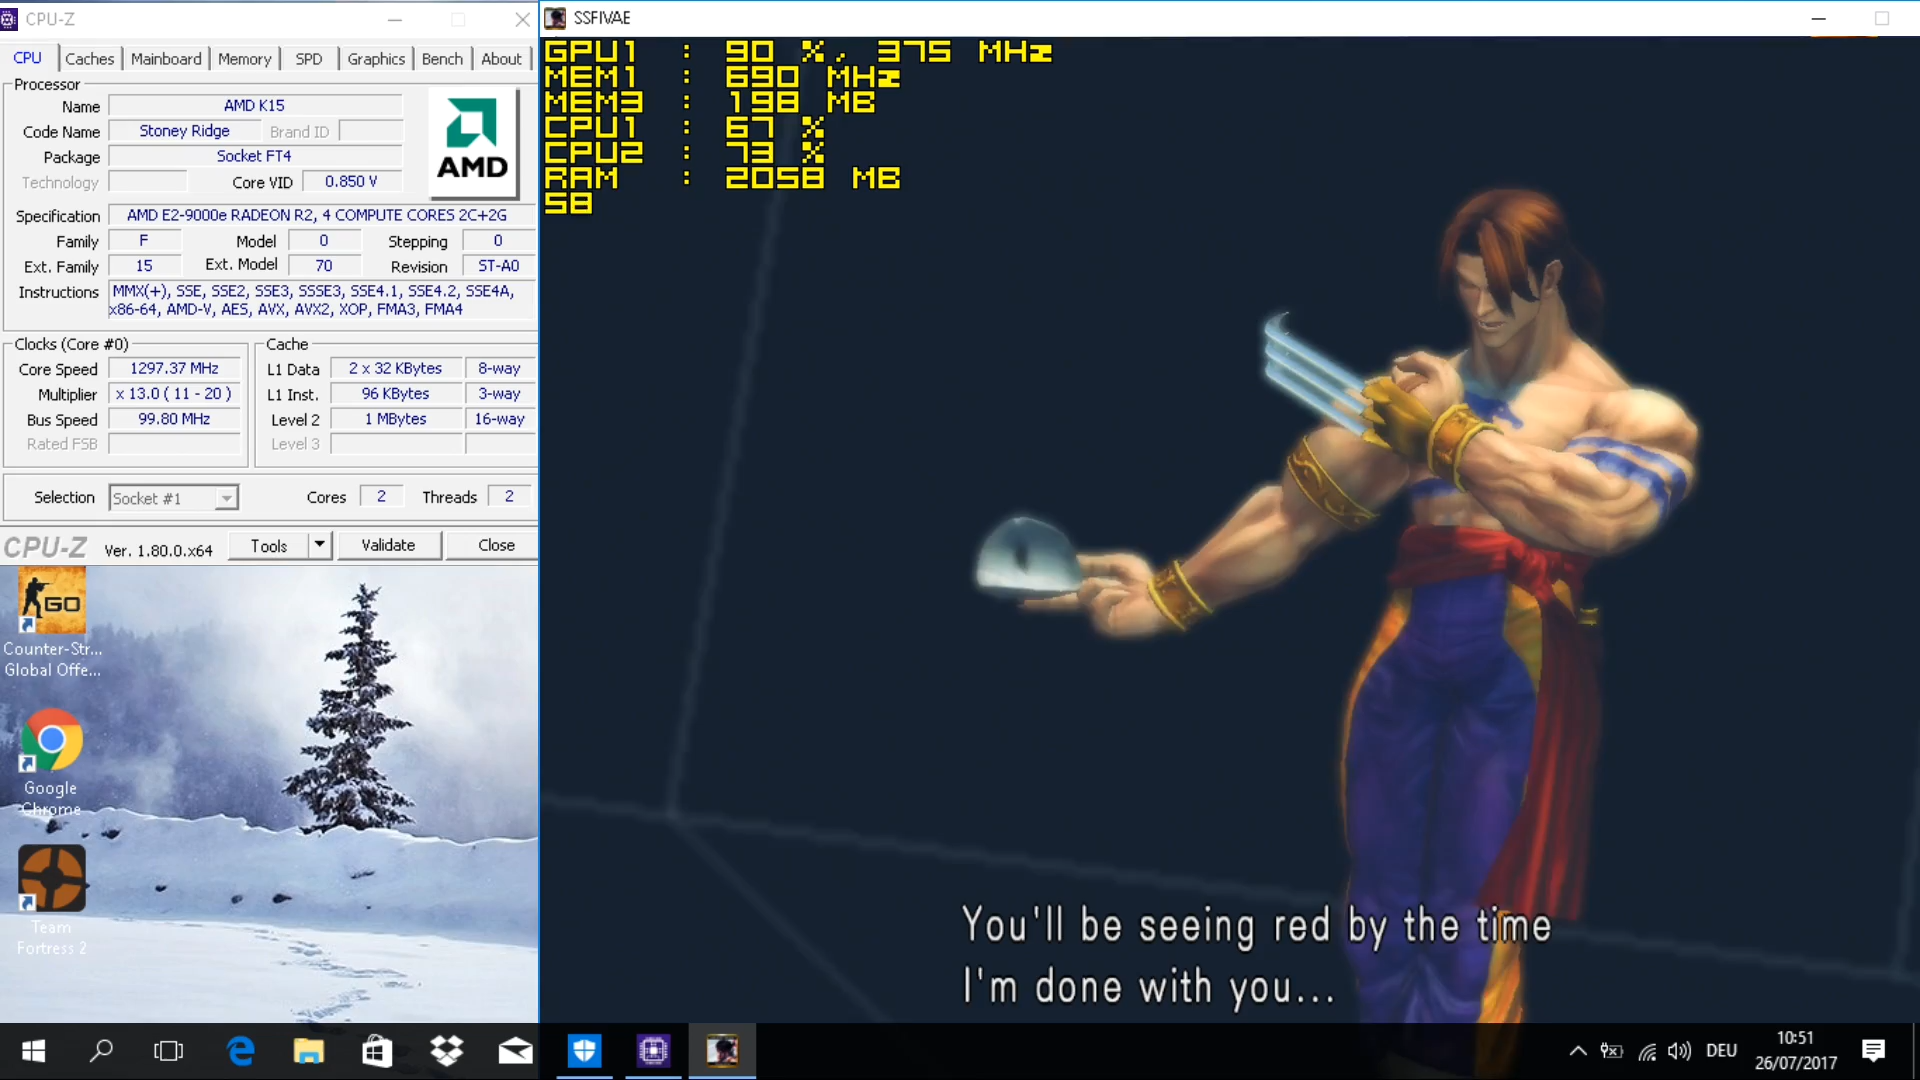 CPU-Z
CPU Caches Mainboard Memory SPD Graphics Bench About
Processor
Name AMD K15
Code Name Stoney Ridge Brand ID
Package Socket FT4
Technology Core VID 0.850 V
AMD
Specification AMD E2-9000e RADEON R2, 4 COMPUTE CORES 2C+2G
Family F Model 0 Stepping 0
Ext. Family 15 Ext. Model 70 Revision ST-A0
Instructions MMX(+), SSE, SSE2, SSE3, SSSE3, SSE4.1, SSE4.2, SSE4A,
x86-64, AMD-V, AES, AVX, AVX2, XOP, FMA3, FMA4
Clocks (Core #0)
Core Speed 1297.37 MHz
Multiplier x 13.0 ( 11 - 20 )
Bus Speed 99.80 MHz
Rated FSB
Cache
L1 Data 2 x 32 KBytes 8-way
L1 Inst. 96 KBytes 3-way
Level 2 1 MBytes 16-way
Level 3
Selection Socket #1 Cores 2 Threads 2
CPU-Z Ver. 1.80.0.x64 Tools Validate Close
GO
Counter-Str...
Global Offe...
Google
Chrome
Team
Fortress 2
SSFIVAE
GPU1 : 90 %, 375 MHz
MEM1 : 690 MHz
MEM3 : 198 MB
CPU1 : 67 %
CPU2 : 73 %
RAM : 2058 MB
58
You'll be seeing red by the time
I'm done with you...
DEU
10:51
26/07/2017